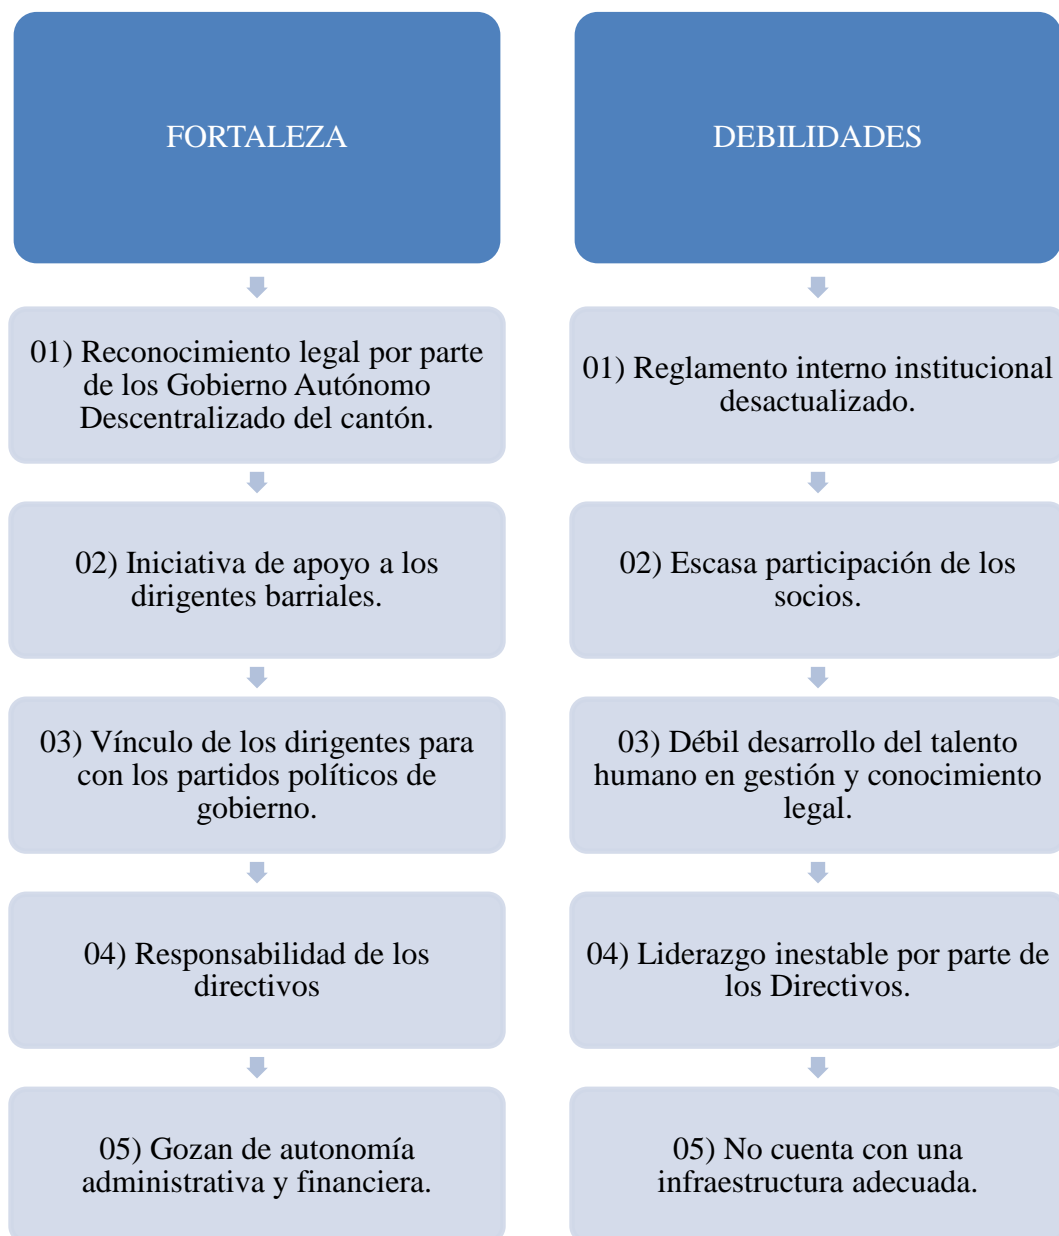 FORTALEZA
01) Reconocimiento legal por parte
de los Gobierno Autónomo
Descentralizado del cantón.
02) Iniciativa de apoyo a los
dirigentes barriales.
03) Vínculo de los dirigentes para
con los partidos políticos de
gobierno.
04) Responsabilidad de los
directivos
05) Gozan de autonomía
administrativa y financiera.
DEBILIDADES
01) Reglamento interno institucional
desactualizado.
02) Escasa participación de los
socios.
03) Débil desarrollo del talento
humano en gestión y conocimiento
legal.
04) Liderazgo inestable por parte de
los Directivos.
05) No cuenta con una
infraestructura adecuada.